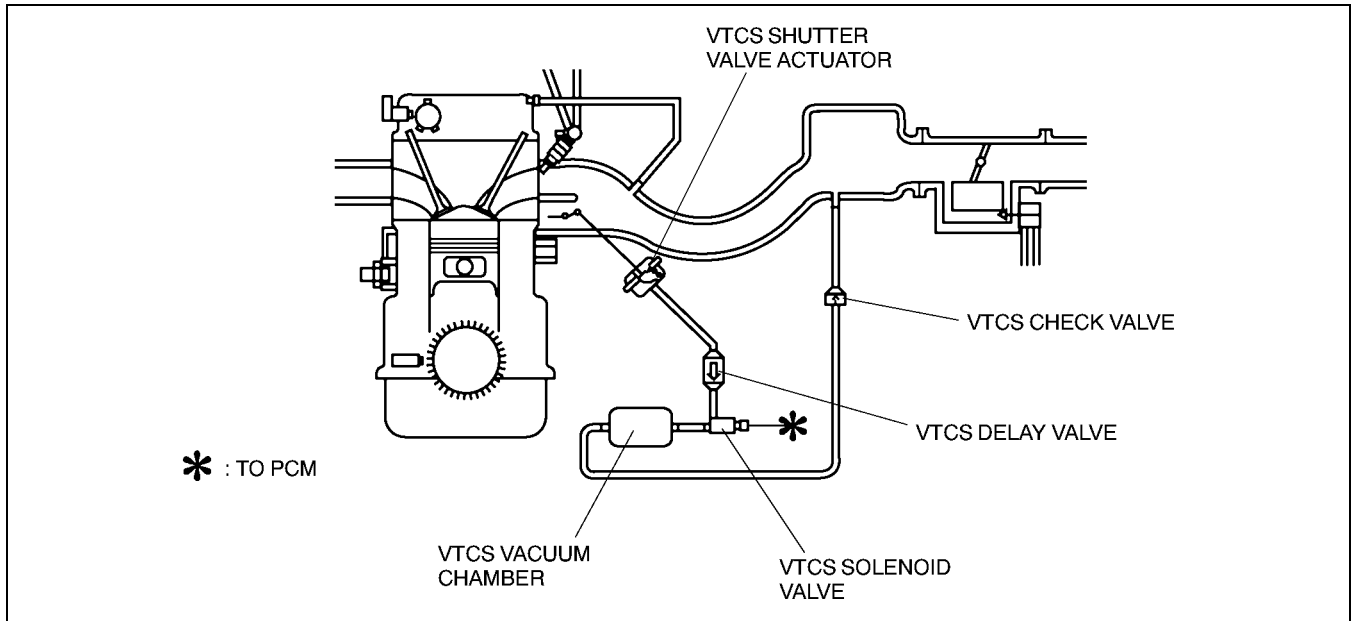 VTCS SHUTTER
VALVE ACTUATOR
VTCS CHECK VALVE
VTCS DELAY VALVE
* : TO PCM
VTCS VACUUM
CHAMBER
VTCS SOLENOID
VALVE